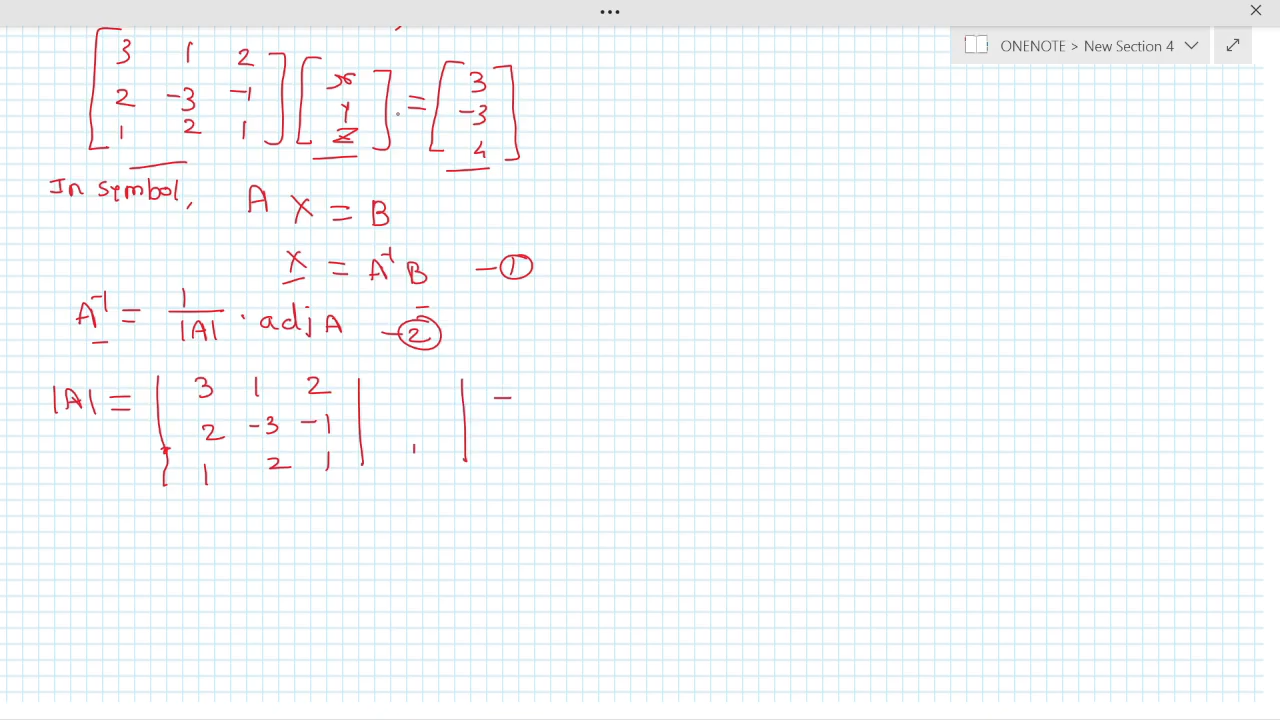 ONENOTE > New Section 4
[3 1 2] [x] = [3]
[2 -3 -1] [y] [-3]
[1 2 1] [z] [4]
In symbol, A X = B
X = A⁻¹ B -①
A⁻¹ = 1/|A| · adj A -②
|A| = | 3 1 2 | | =
| 2 -3 -1 |
| 1 2 1 |